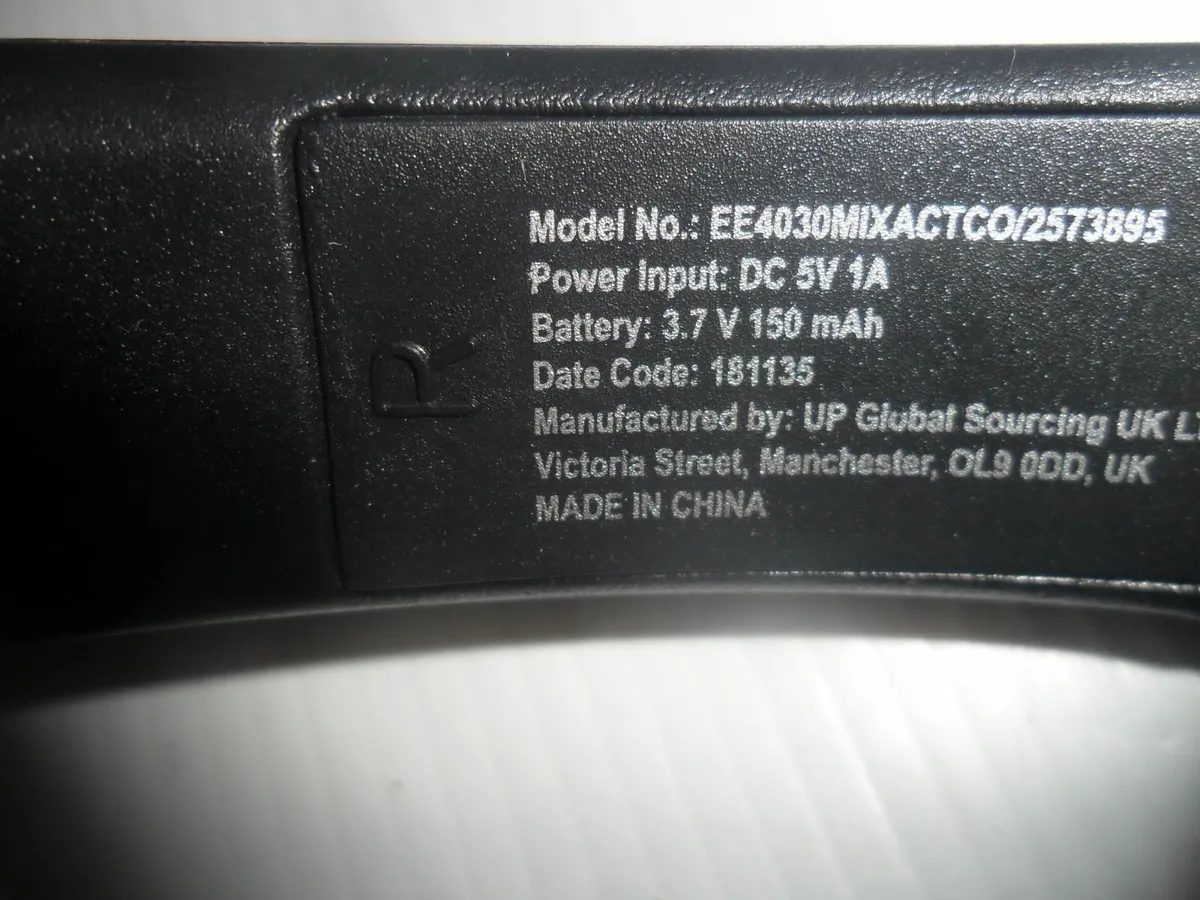 Model No.: EE4030MIXACTCO/2573895
Power Input: DC 5V 1A
Battery: 3.7 V 150 mAh
Date Code: 181135
Manufactured by: UP Global Sourcing UK
Victoria Street, Manchester, OL9 0DD, UK
MADE IN CHINA
R